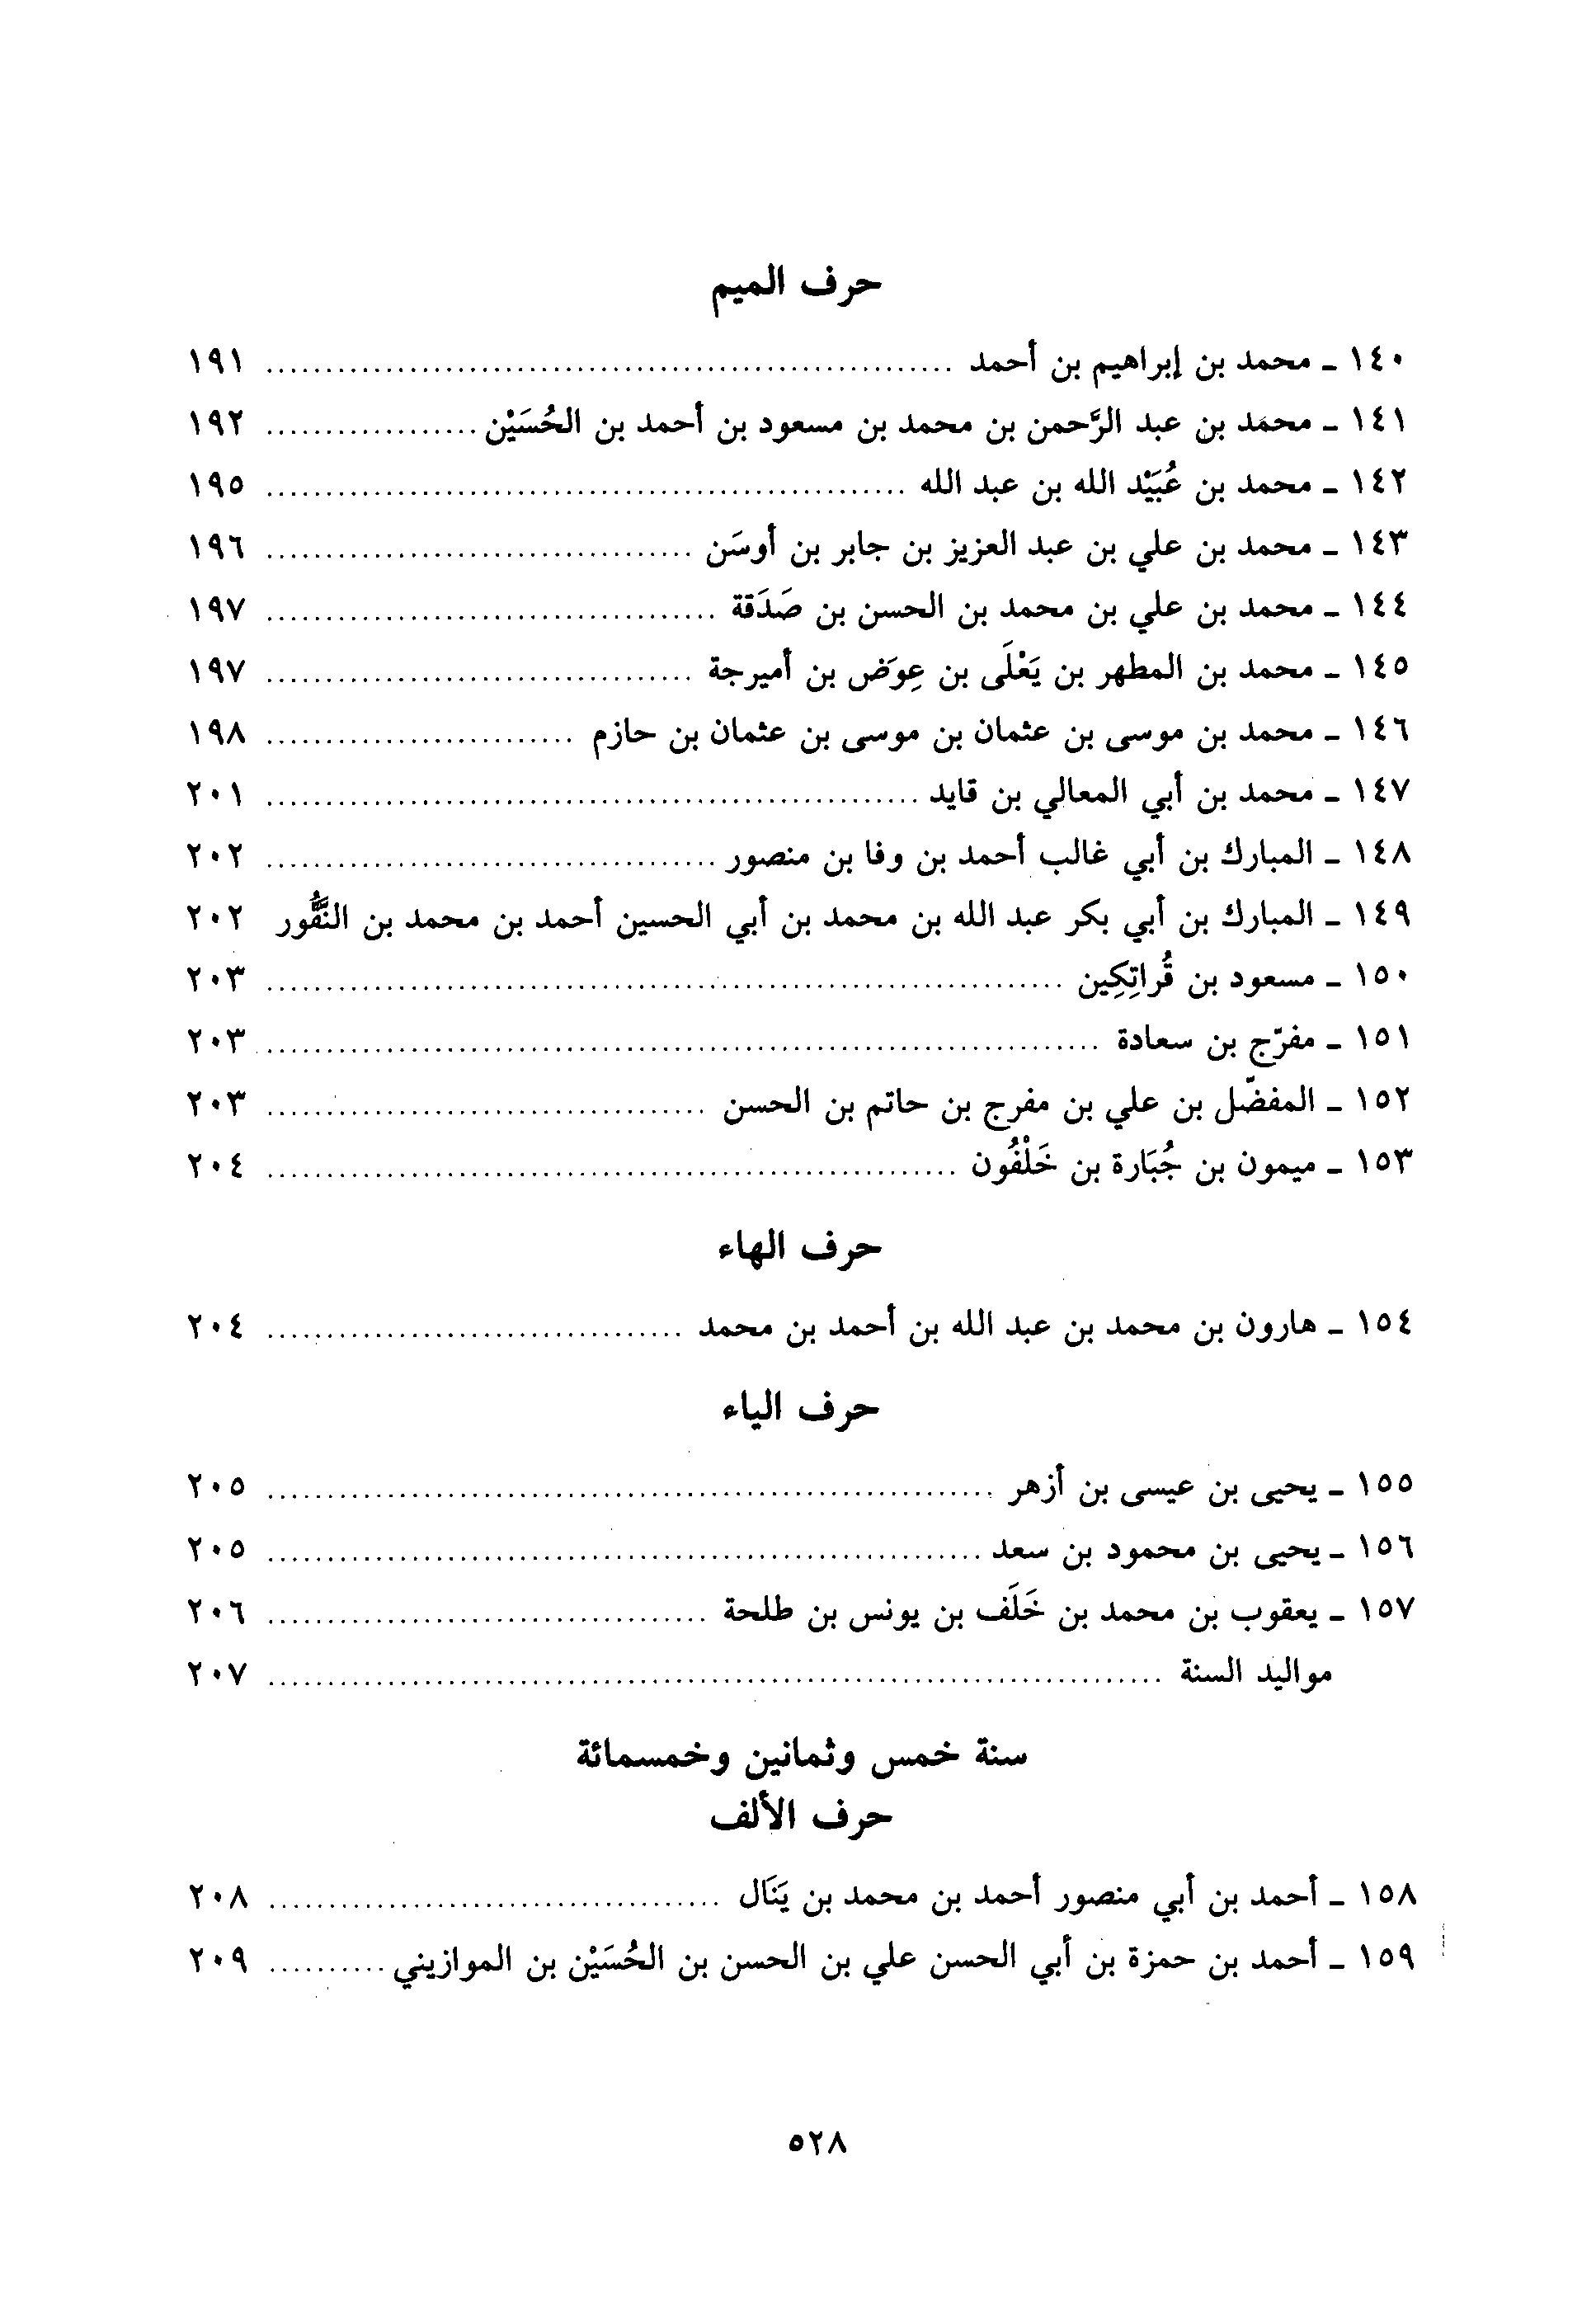 حرف الميم
١٤٠ ـ محمد بن إبراهيم بن أحمد ........ ١٩١
١٤١ ـ محمد بن عبد الرَّحمن بن محمد بن مسعود بن أحمد بن الحُسَيْن ........ ١٩٢
١٤٢ ـ محمد بن عُبَيْد الله بن عبد الله ........ ١٩٥
١٤٣ ـ محمد بن علي بن عبد العزيز بن جابر بن أوسَن ........ ١٩٦
١٤٤ ـ محمد بن علي بن محمد بن الحسن بن صَدَقة ........ ١٩٧
١٤٥ ـ محمد بن المطهر بن يَعْلَى بن عِوَض بن أميرجة ........ ١٩٧
١٤٦ ـ محمد بن موسى بن عثمان بن موسى بن عثمان بن حازم ........ ١٩٨
١٤٧ ـ محمد بن أبي المعالي بن قايد ........ ٢٠١
١٤٨ ـ المبارك بن أبي غالب أحمد بن وفا بن منصور ........ ٢٠٢
١٤٩ ـ المبارك بن أبي بكر عبد الله بن محمد بن أبي الحسين أحمد بن محمد بن النَّقُّور ٢٠٢
١٥٠ ـ مسعود بن قُراتِكِين ........ ٢٠٣
١٥١ ـ مفرّج بن سعادة ........ ٢٠٣
١٥٢ ـ المفضّل بن علي بن مفرج بن حاتم بن الحسن ........ ٢٠٣
١٥٣ ـ ميمون بن جُبَارة بن خَلْفُون ........ ٢٠٤
حرف الهاء
١٥٤ ـ هارون بن محمد بن عبد الله بن أحمد بن محمد ........ ٢٠٤
حرف الياء
١٥٥ ـ يحيى بن عيسى بن أزهر ........ ٢٠٥
١٥٦ ـ يحيى بن محمود بن سعد ........ ٢٠٥
١٥٧ ـ يعقوب بن محمد بن خَلَف بن يونس بن طلحة ........ ٢٠٦
مواليد السنة ........ ٢٠٧
سنة خمس وثمانين وخمسمائة
حرف الألف
١٥٨ ـ أحمد بن أبي منصور أحمد بن محمد بن يَنَال ........ ٢٠٨
١٥٩ ـ أحمد بن حمزة بن أبي الحسن علي بن الحسن بن الحُسَيْن بن الموازيني ........ ٢٠٩
٥٢٨